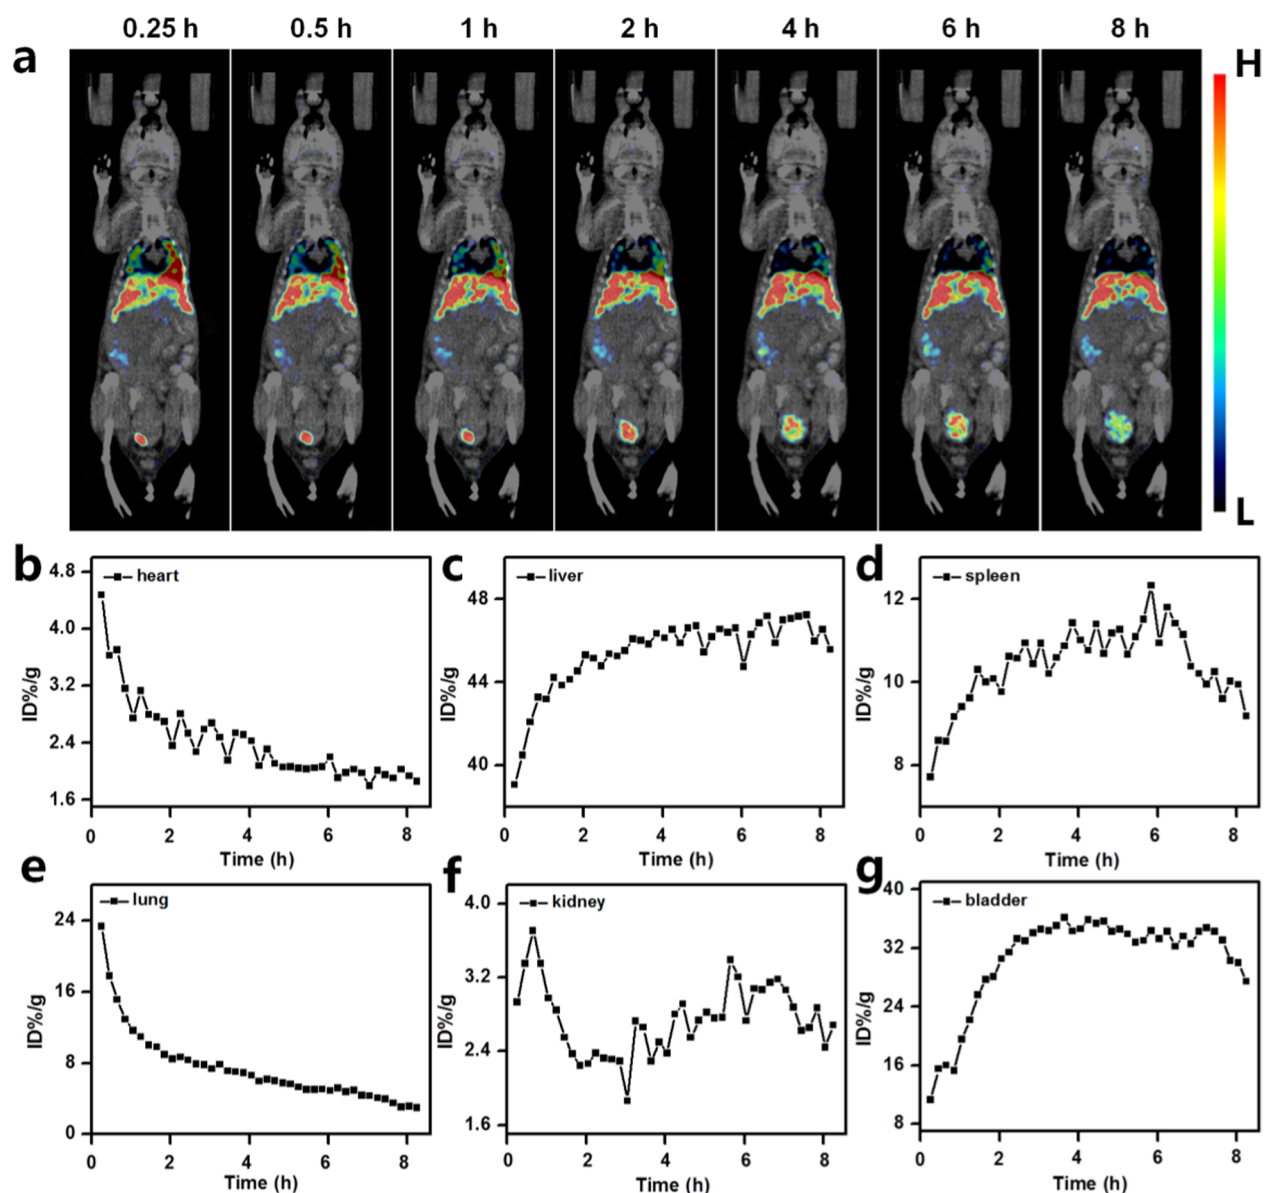 0.25 h 0.5 h 1 h 2 h 4 h 6 h 8 h
a
H
L
b
heart
4.8
4.0
3.2
2.4
1.6
ID%/g
0 2 4 6 8
Time (h)
c
liver
48
44
40
ID%/g
0 2 4 6 8
Time (h)
d
spleen
12
10
8
ID%/g
0 2 4 6 8
Time (h)
e
lung
24
16
8
0
ID%/g
0 2 4 6 8
Time (h)
f
kidney
4.0
3.2
2.4
1.6
ID%/g
0 2 4 6 8
Time (h)
g
bladder
40
32
24
16
8
ID%/g
0 2 4 6 8
Time (h)